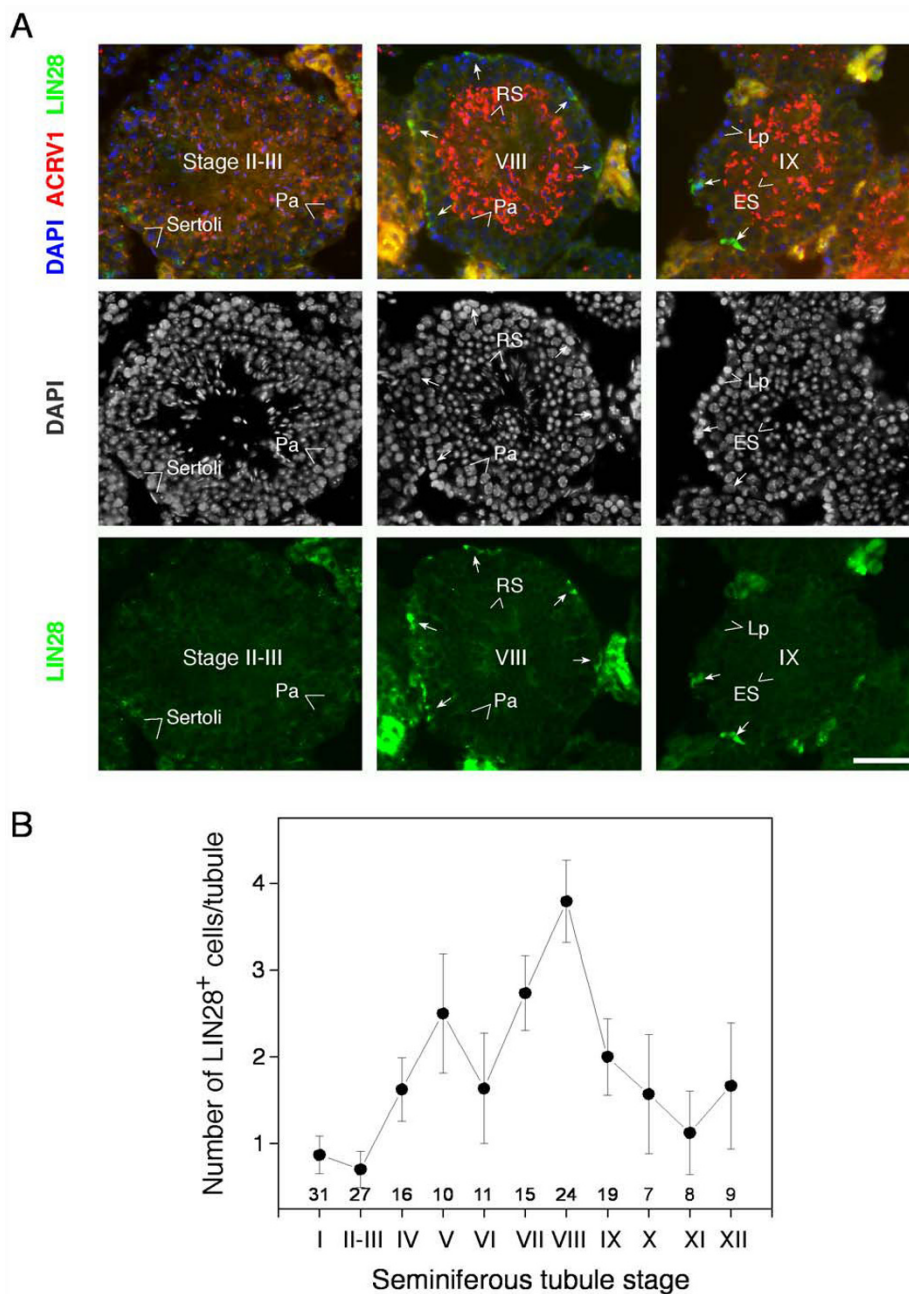 A
DAPI ACRV1 LIN28
Stage II-III
Pa
Sertoli
RS
VIII
Pa
Lp
IX
ES
DAPI
Sertoli
Pa
RS
Pa
Lp
ES
LIN28
Stage II-III
Pa
Sertoli
RS
VIII
Pa
Lp
IX
ES
B
Number of LIN28+ cells/tubule
4
3
2
1
31 27 16 10 11 15 24 19 7 8 9
I II-III IV V VI VII VIII IX X XI XII
Seminiferous tubule stage